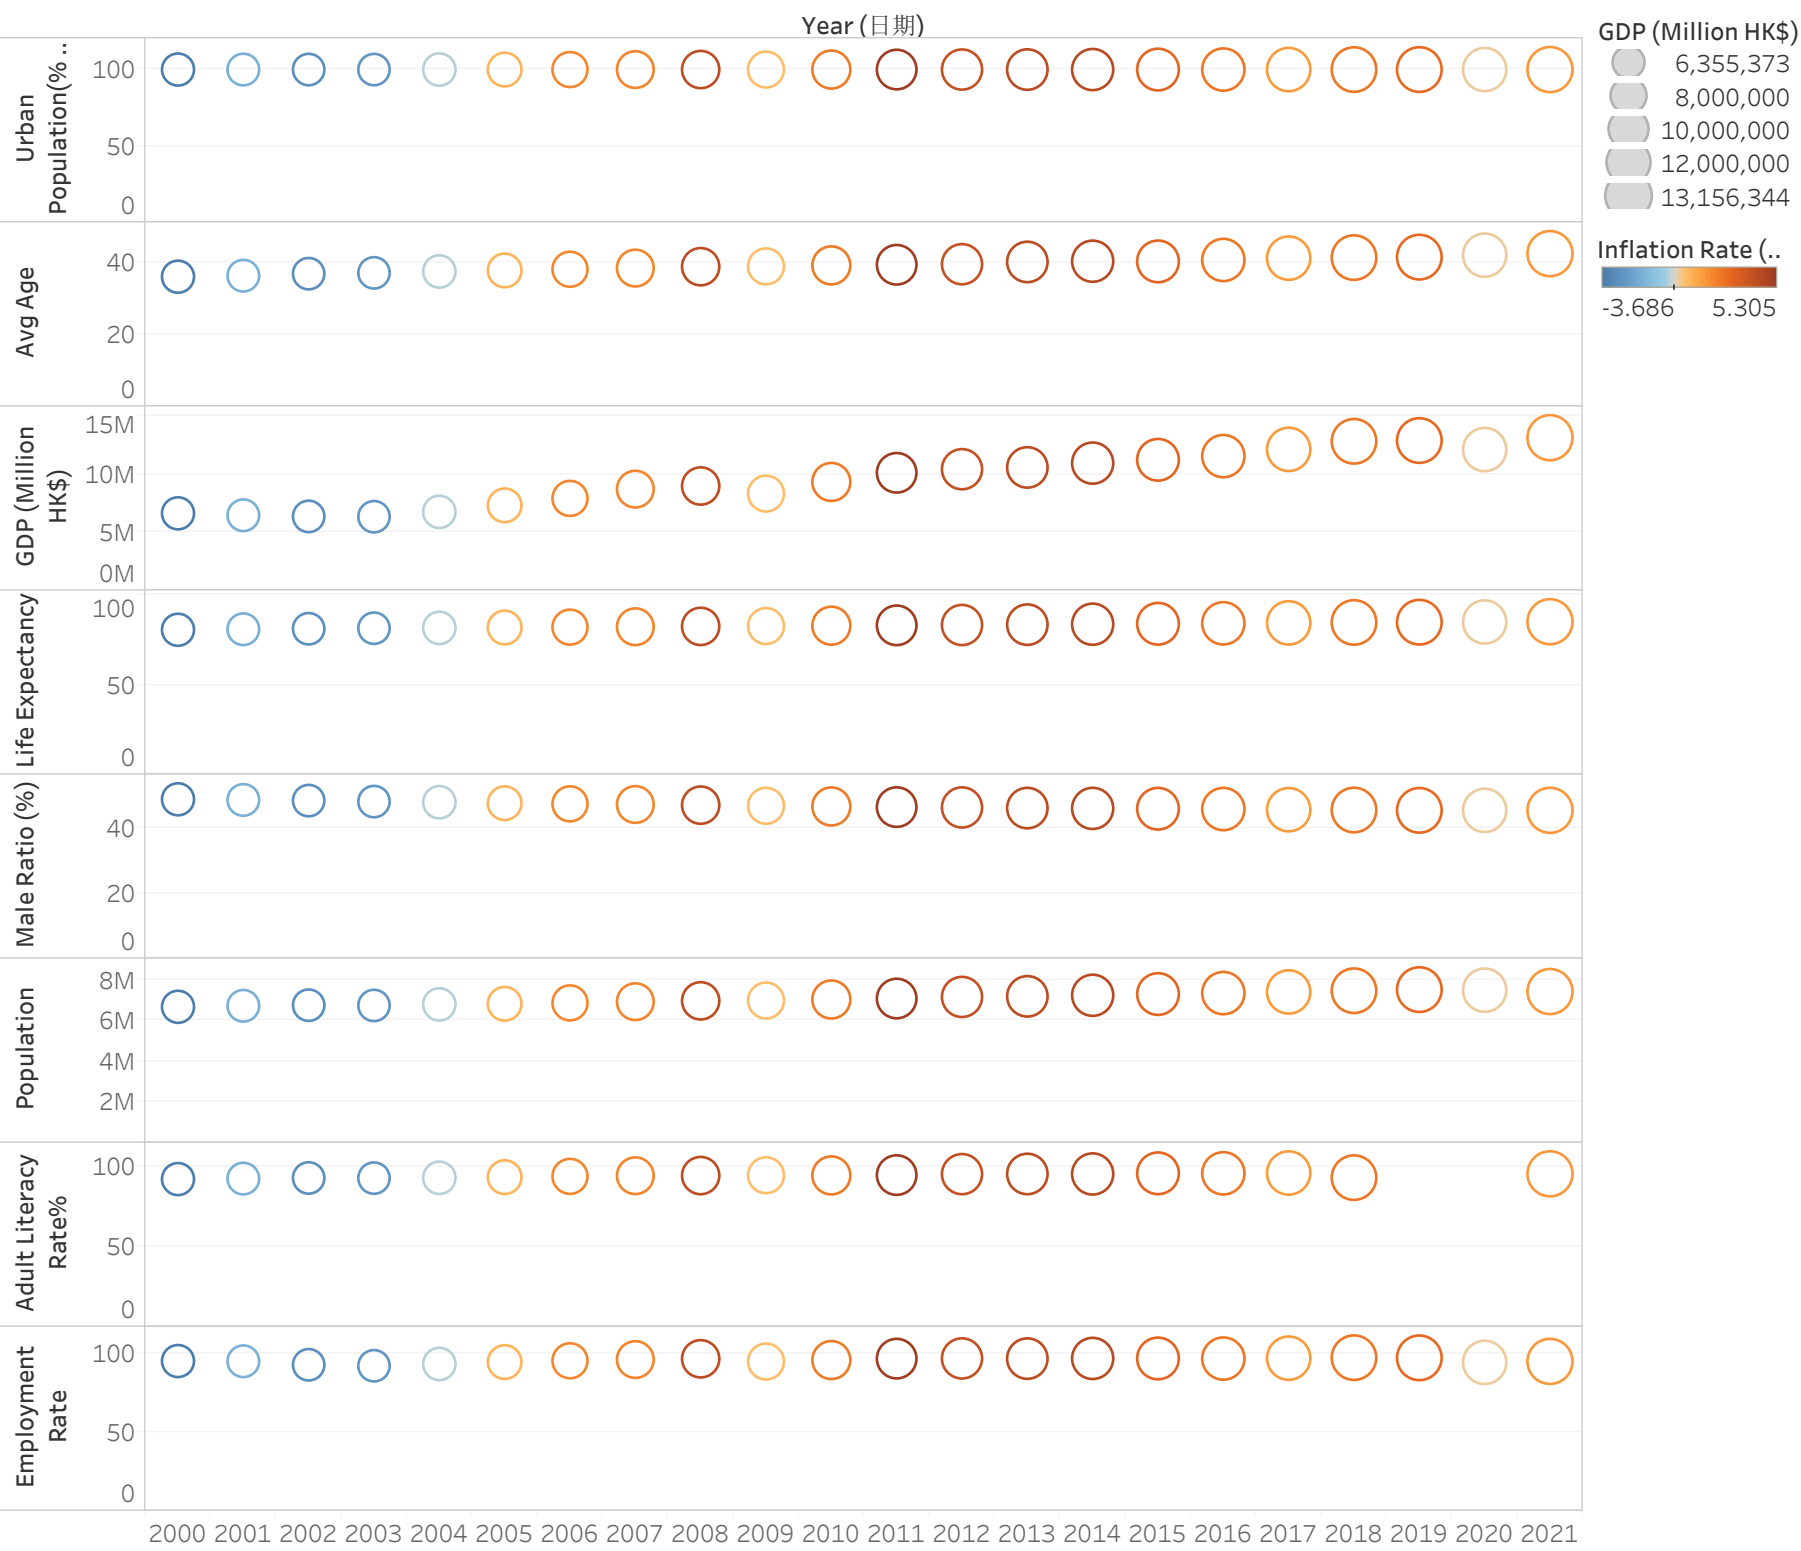 Year (日期)
Urban
Population(% ..
100
50
0
Avg Age
40
20
0
GDP (Million
HK$)
15M
10M
5M
0M
Life Expectancy
100
50
0
Male Ratio (%)
40
20
0
Population
8M
6M
4M
2M
Adult Literacy
Rate%
100
50
0
Employment
Rate
100
50
0
2000 2001 2002 2003 2004 2005 2006 2007 2008 2009 2010 2011 2012 2013 2014 2015 2016 2017 2018 2019 2020 2021
GDP (Million HK$)
6,355,373
8,000,000
10,000,000
12,000,000
13,156,344
Inflation Rate (..
-3.686 5.305